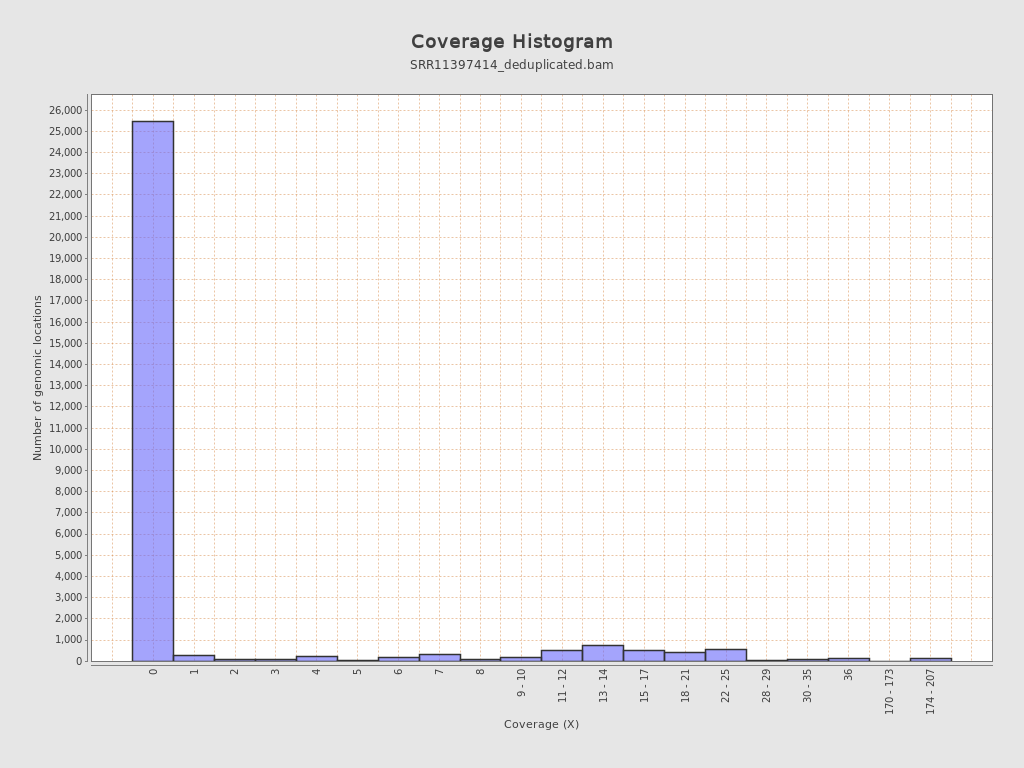 Coverage Histogram
SRR11397414_deduplicated.bam
Number of genomic locations
26,000
25,000
24,000
23,000
22,000
21,000
20,000
19,000
18,000
17,000
16,000
15,000
14,000
13,000
12,000
11,000
10,000
9,000
8,000
7,000
6,000
5,000
4,000
3,000
2,000
1,000
0
0
1
2
3
4
5
6
7
8
9 - 10
11 - 12
13 - 14
15 - 17
18 - 21
22 - 25
28 - 29
30 - 35
36
170 - 173
174 - 207
Coverage (X)